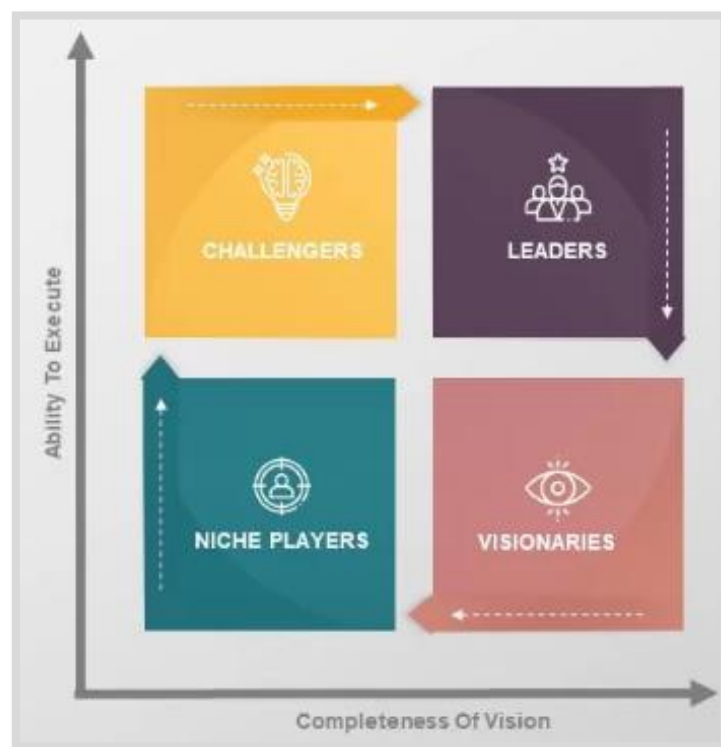 CHALLENGERS
LEADERS
Ability To Execute
NICHE PLAYERS
VISIONARIES
Completeness Of Vision